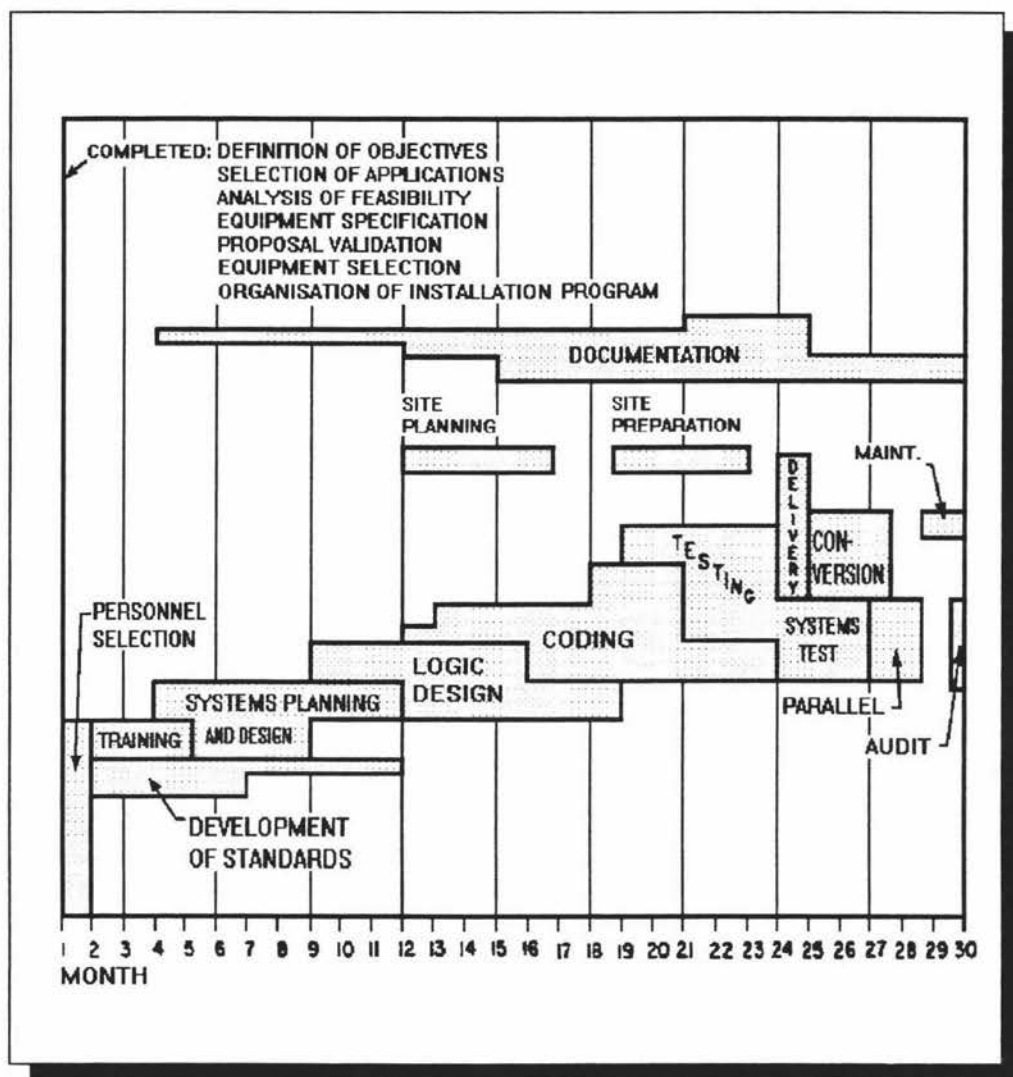 COMPLETED: DEFINITION OF OBJECTIVES
SELECTION OF APPLICATIONS
ANALYSIS OF FEASIBILITY
EQUIPMENT SPECIFICATION
PROPOSAL VALIDATION
EQUIPMENT SELECTION
ORGANISATION OF INSTALLATION PROGRAM
DOCUMENTATION
SITE
PLANNING
SITE
PREPARATION
MAINT.
DELIVERY
TESTING
CON-
VERSION
PERSONNEL
SELECTION
CODING
SYSTEMS
TEST
LOGIC
DESIGN
SYSTEMS PLANNING
AND DESIGN
PARALLEL
TRAINING
AUDIT
DEVELOPMENT
OF STANDARDS
1 2 3 4 5 6 7 8 9 10 11 12 13 14 15 16 17 18 19 20 21 22 23 24 25 26 27 28 29 30
MONTH